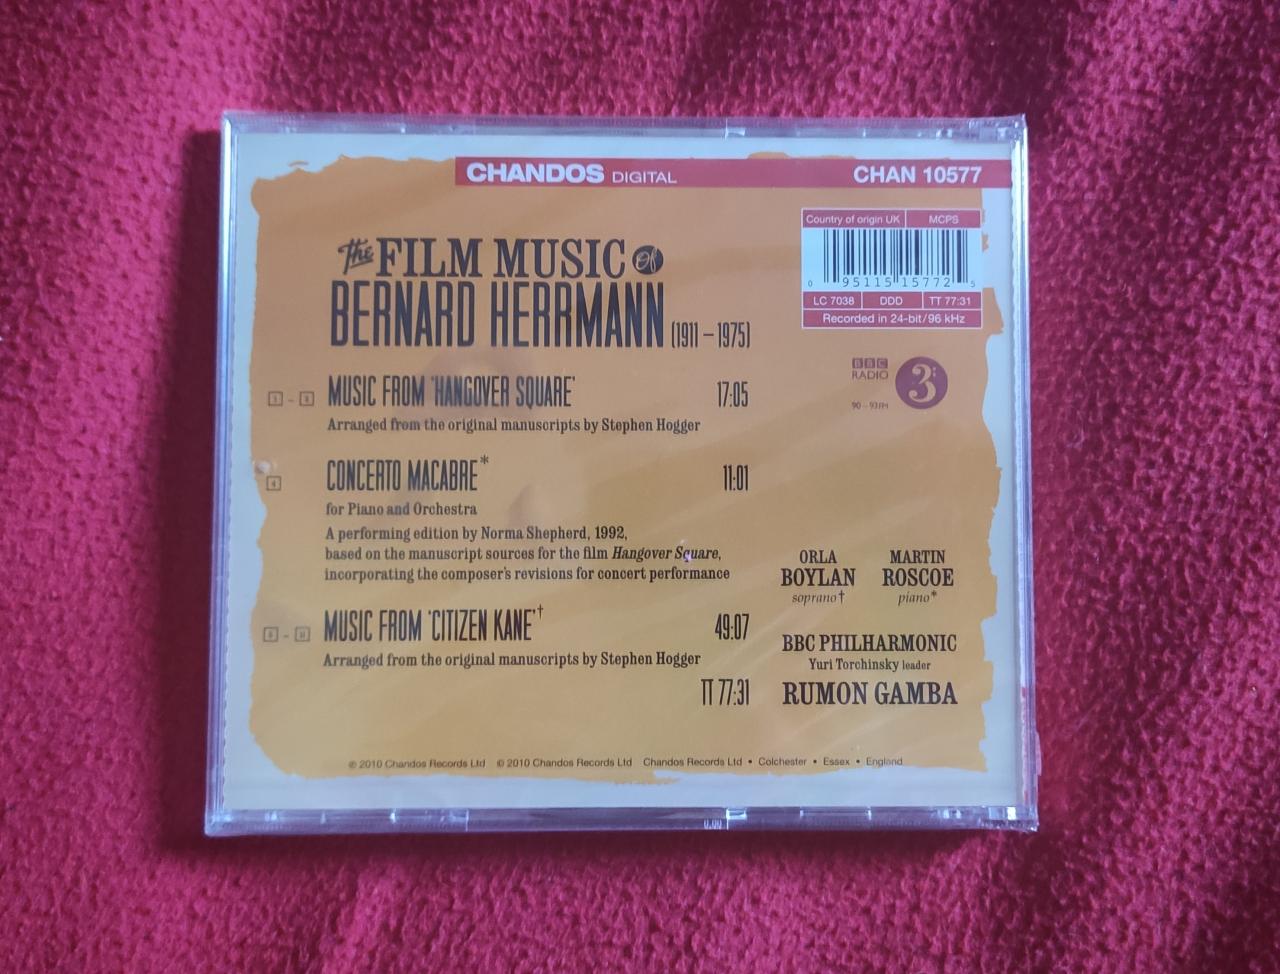 CHANDOS DIGITAL CHAN 10577
Country of origin UK MCPS
0 95115 15772 5
LC 7038 DDD TT 77:31
Recorded in 24-bit/96 kHz
The FILM MUSIC of
BERNARD HERRMANN (1911 – 1975)
BBC
RADIO 3
90 – 93 FM
MUSIC FROM 'HANGOVER SQUARE' 17:05
Arranged from the original manuscripts by Stephen Hogger
4 CONCERTO MACABRE* 11:01
for Piano and Orchestra
A performing edition by Norma Shepherd, 1992,
based on the manuscript sources for the film Hangover Square,
incorporating the composer's revisions for concert performance
MUSIC FROM 'CITIZEN KANE'† 49:07
Arranged from the original manuscripts by Stephen Hogger
TT 77:31
ORLA
BOYLAN
soprano†
MARTIN
ROSCOE
piano*
BBC PHILHARMONIC
Yuri Torchinsky leader
RUMON GAMBA
℗ 2010 Chandos Records Ltd © 2010 Chandos Records Ltd Chandos Records Ltd • Colchester • Essex • England